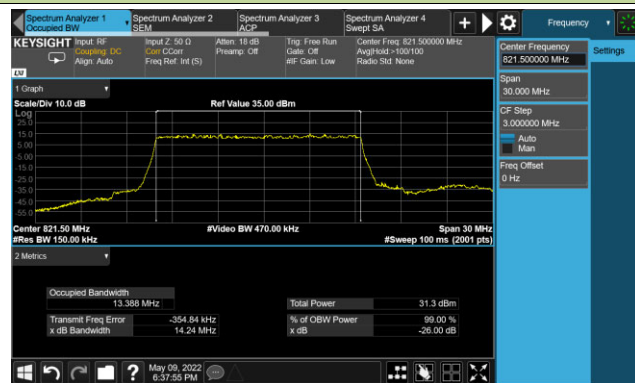 Spectrum Analyzer 1
Occupied BW
Spectrum Analyzer 2
SEM
Spectrum Analyzer 3
ACP
Spectrum Analyzer 4
Swept SA
Frequency
KEYSIGHT
Input: RF
Coupling: DC
Align: Auto
Input Z: 50 Ω
Corr CCorr
Freq Ref: Int (S)
Atten: 18 dB
Preamp: Off
Trig: Free Run
Gate: Off
#IF Gain: Low
Center Freq: 821.500000 MHz
Avg|Hold:>100/100
Radio Std: None
Center Frequency
821.500000 MHz
Settings
Span
30.000 MHz
CF Step
3.000000 MHz
Auto
Man
Freq Offset
0 Hz
1 Graph
Scale/Div 10.0 dB
Ref Value 35.00 dBm
Log
25.0
15.0
5.00
-5.00
-15.0
-25.0
-35.0
-45.0
-55.0
Center 821.50 MHz
#Video BW 470.00 kHz
Span 30 MHz
#Res BW 150.00 kHz
#Sweep 100 ms (2001 pts)
2 Metrics
Occupied Bandwidth
13.388 MHz
Total Power
31.3 dBm
Transmit Freq Error
-354.84 kHz
% of OBW Power
99.00 %
x dB Bandwidth
14.24 MHz
x dB
-26.00 dB
May 09, 2022
6:37:55 PM